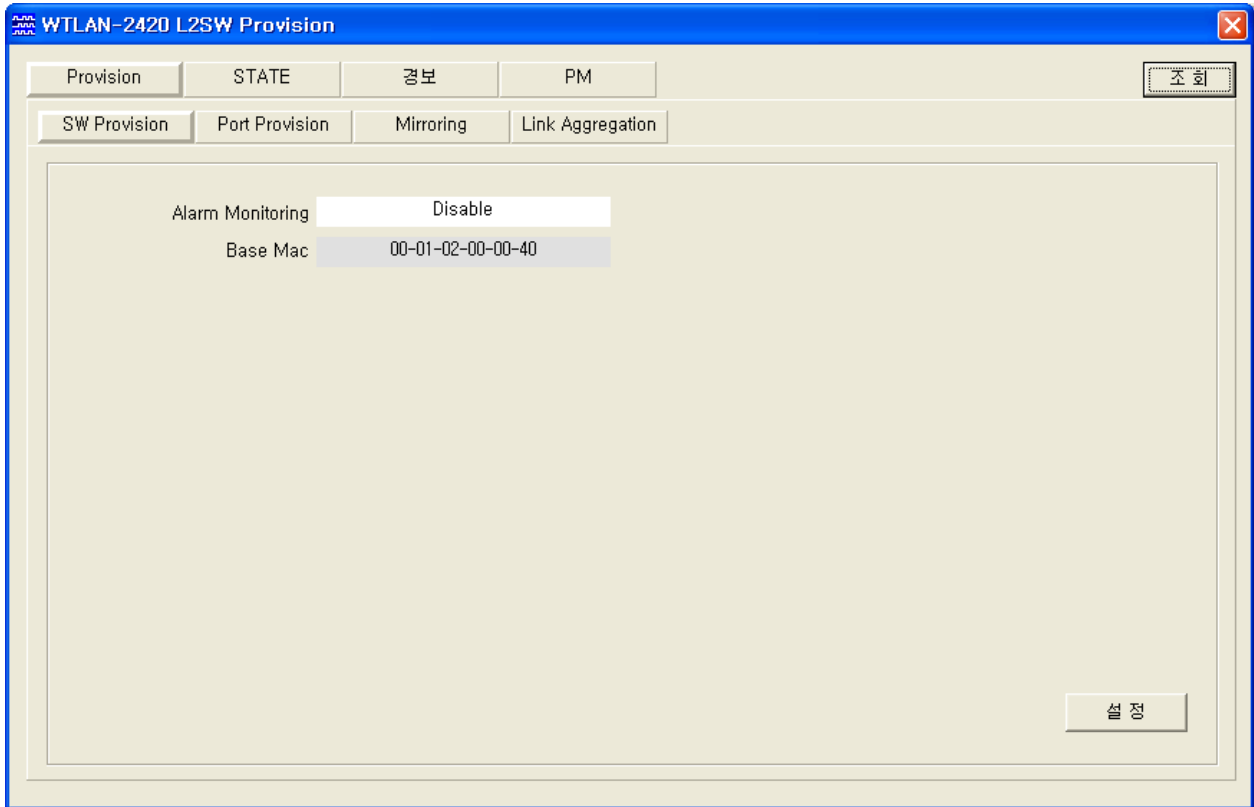 WTLAN-2420 L2SW Provision
Provision STATE 경보 PM 조 회
SW Provision Port Provision Mirroring Link Aggregation
Alarm Monitoring Disable
Base Mac 00-01-02-00-00-40
설 정